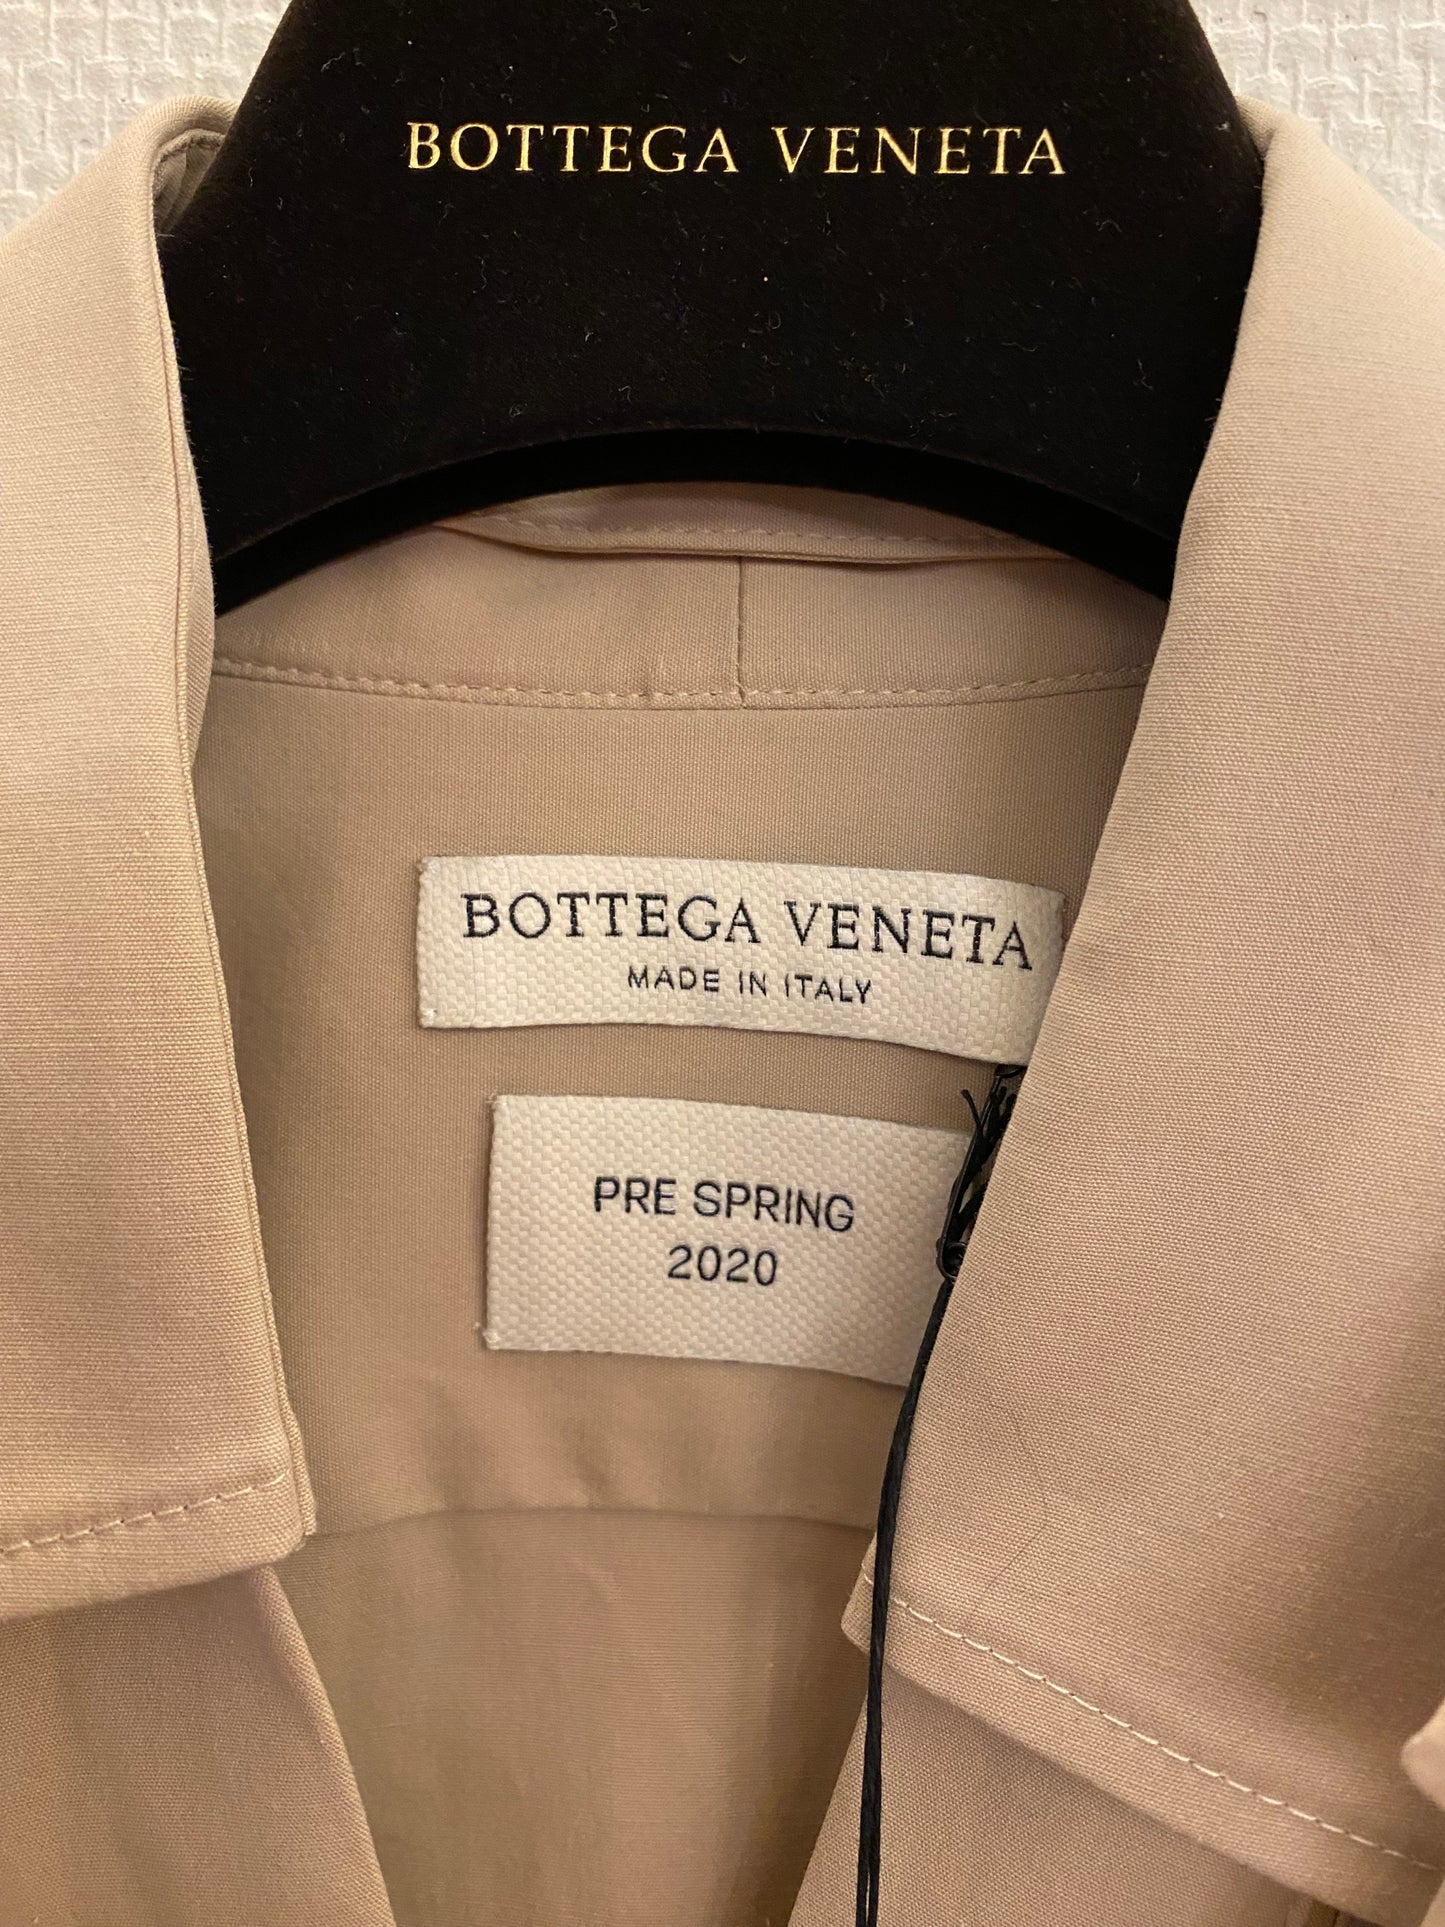 BOTTEGA VENETA
BOTTEGA VENETA
MADE IN ITALY
PRE SPRING
2020